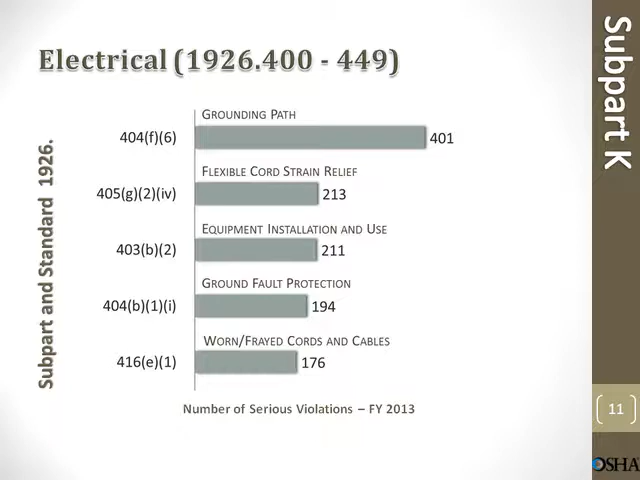 Electrical (1926.400 - 449)
Subpart K
Subpart and Standard 1926.
GROUNDING PATH
404(f)(6)
401
FLEXIBLE CORD STRAIN RELIEF
405(g)(2)(iv)
213
EQUIPMENT INSTALLATION AND USE
403(b)(2)
211
GROUND FAULT PROTECTION
404(b)(1)(i)
194
WORN/FRAYED CORDS AND CABLES
416(e)(1)
176
Number of Serious Violations – FY 2013
11
OSHA